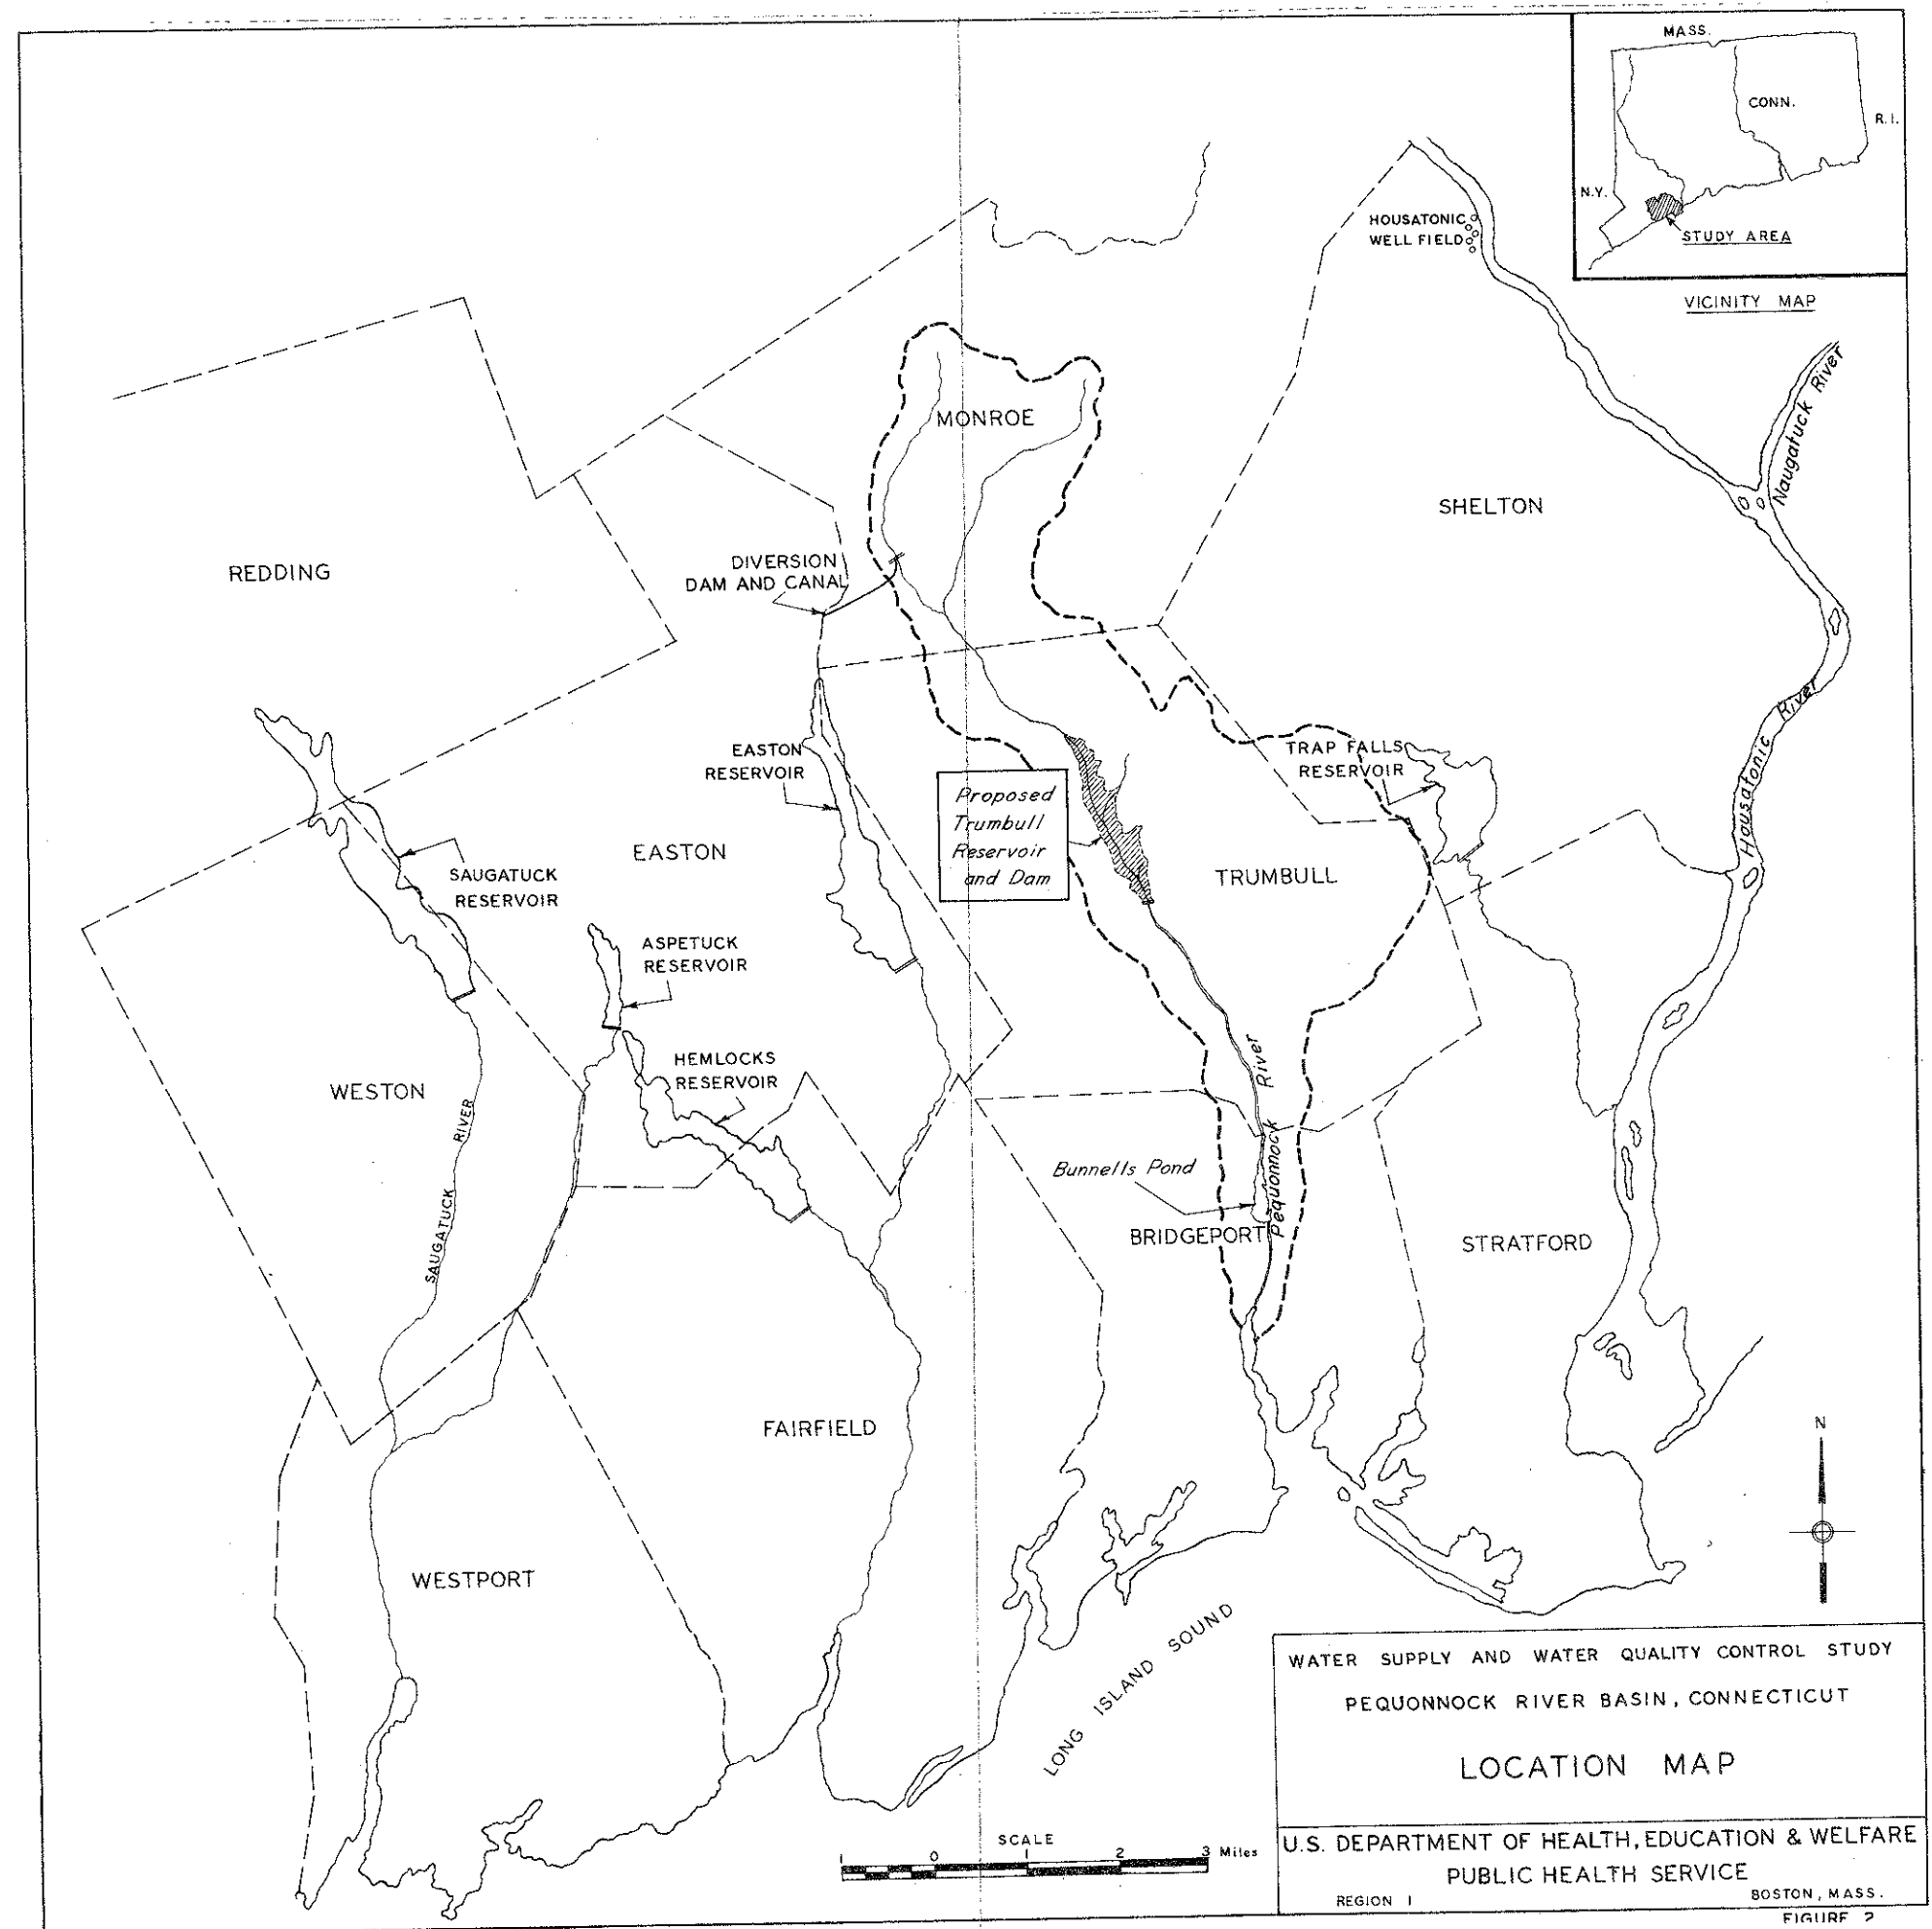 MASS.
CONN.
R.I.
N.Y.
STUDY AREA
VICINITY MAP
HOUSATONIC
WELL FIELD
Naugatuck River
MONROE
SHELTON
REDDING
DIVERSION
DAM AND CANAL
Housatonic River
EASTON
RESERVOIR
TRAP FALLS
RESERVOIR
Proposed
Trumbull
Reservoir
and Dam
EASTON
SAUGATUCK
RESERVOIR
TRUMBULL
ASPETUCK
RESERVOIR
HEMLOCKS
RESERVOIR
WESTON
SAUGATUCK RIVER
Pequonnock River
Bunnells Pond
BRIDGEPORT
STRATFORD
FAIRFIELD
N
WESTPORT
LONG ISLAND SOUND
WATER SUPPLY AND WATER QUALITY CONTROL STUDY
PEQUONNOCK RIVER BASIN, CONNECTICUT
LOCATION MAP
SCALE
1 0 1 2 3 Miles
U.S. DEPARTMENT OF HEALTH, EDUCATION & WELFARE
PUBLIC HEALTH SERVICE
REGION I BOSTON, MASS.
FIGURE 2